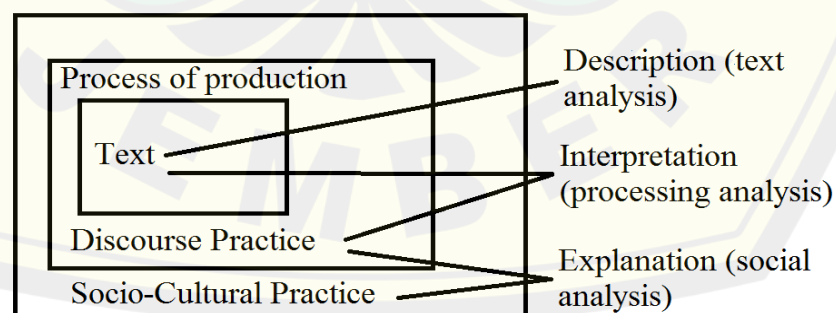 Process of production
Text
Discourse Practice
Socio-Cultural Practice
Description (text
analysis)
Interpretation
(processing analysis)
Explanation (social
analysis)